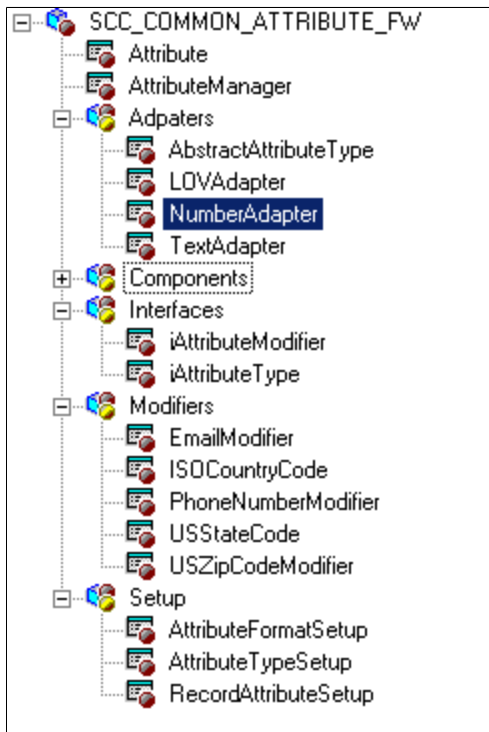 SCC_COMMON_ATTRIBUTE_FW
Attribute
AttributeManager
Adpaters
AbstractAttributeType
LOVAdapter
NumberAdapter
TextAdapter
Components
Interfaces
iAttributeModifier
iAttributeType
Modifiers
EmailModifier
ISOCountryCode
PhoneNumberModifier
USStateCode
USZipCodeModifier
Setup
AttributeFormatSetup
AttributeTypeSetup
RecordAttributeSetup